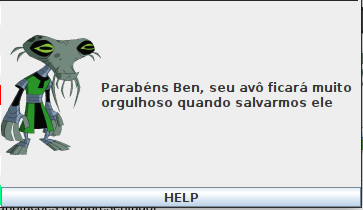 Parabéns Ben, seu avô ficará muito
orgulhoso quando salvarmos ele
HELP